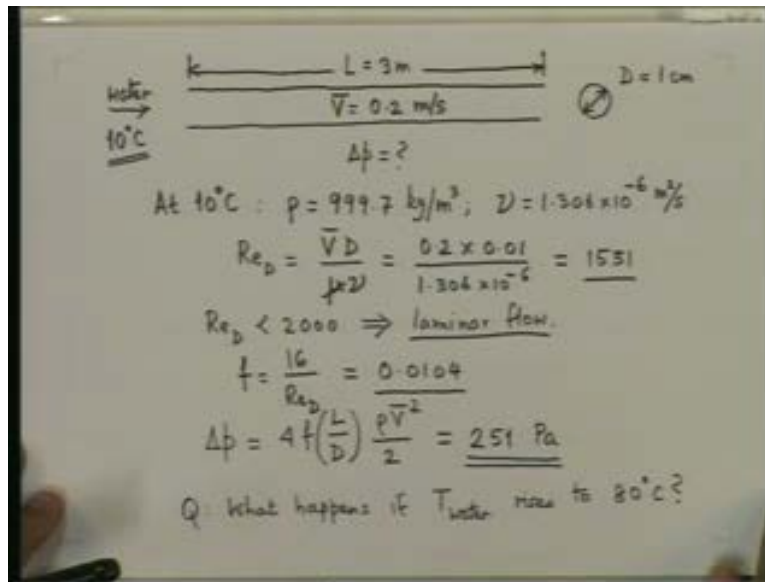 L = 3m
D = 1 cm
water
V̄ = 0.2 m/s
10°C
Δp = ?
At 10°C : ρ = 999.7 kg/m³; ν = 1.306 x 10⁻⁶ m²/s
Re_D = V̄D / ν = 0.2 x 0.01 / 1.306 x 10⁻⁶ = 1531
Re_D < 2000 ⇒ laminar flow.
f = 16 / Re_D = 0.0104
Δp = 4f(L/D) ρV̄²/2 = 251 Pa
Q: What happens if T_water rises to 80°C?